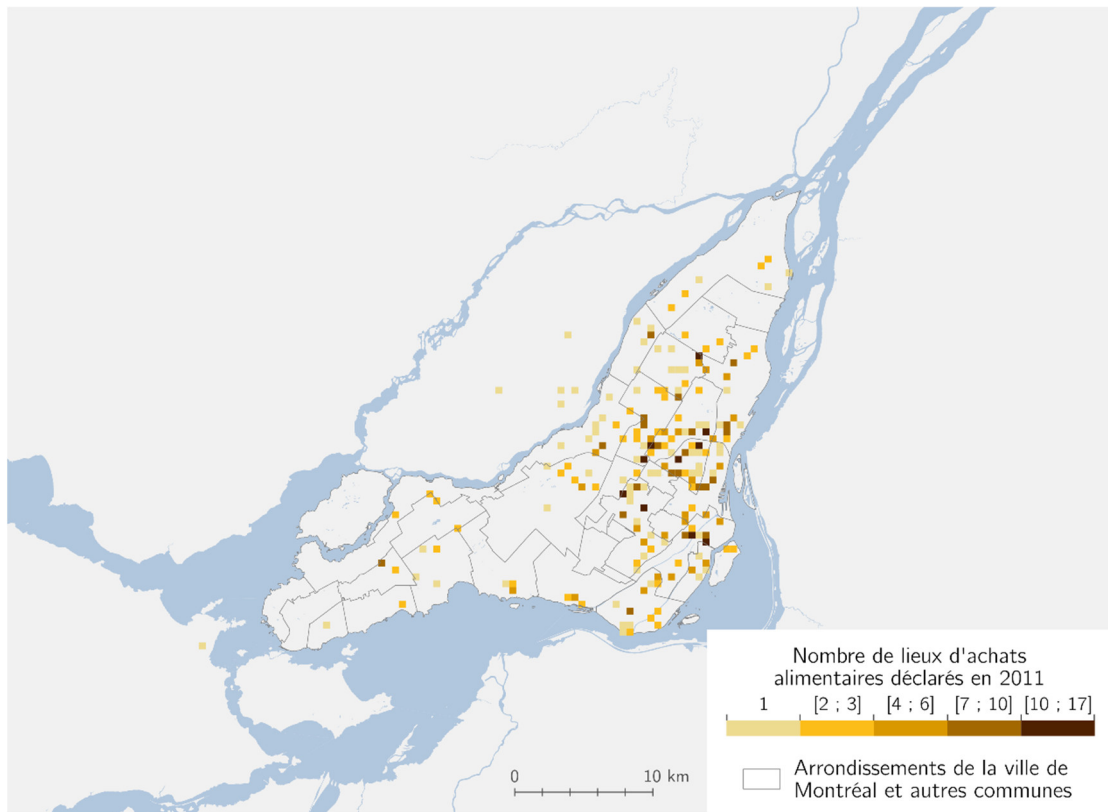 Nombre de lieux d'achats
alimentaires déclarés en 2011
1 [2 ; 3] [4 ; 6] [7 ; 10] [10 ; 17]
0 10 km
Arrondissements de la ville de
Montréal et autres communes